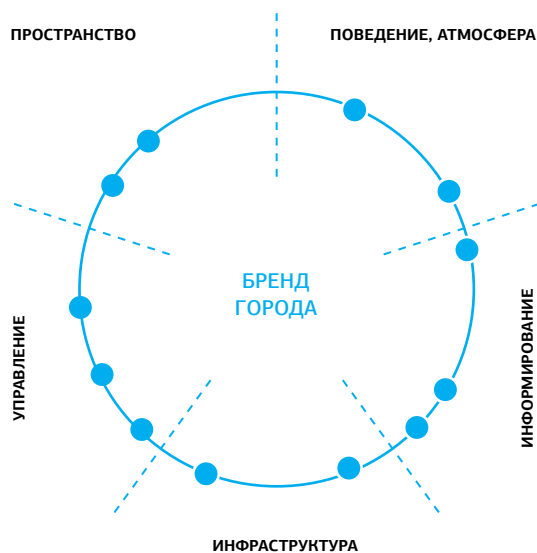 ПРОСТРАНСТВО
ПОВЕДЕНИЕ, АТМОСФЕРА
БРЕНД
ГОРОДА
УПРАВЛЕНИЕ
ИНФОРМИРОВАНИЕ
ИНФРАСТРУКТУРА